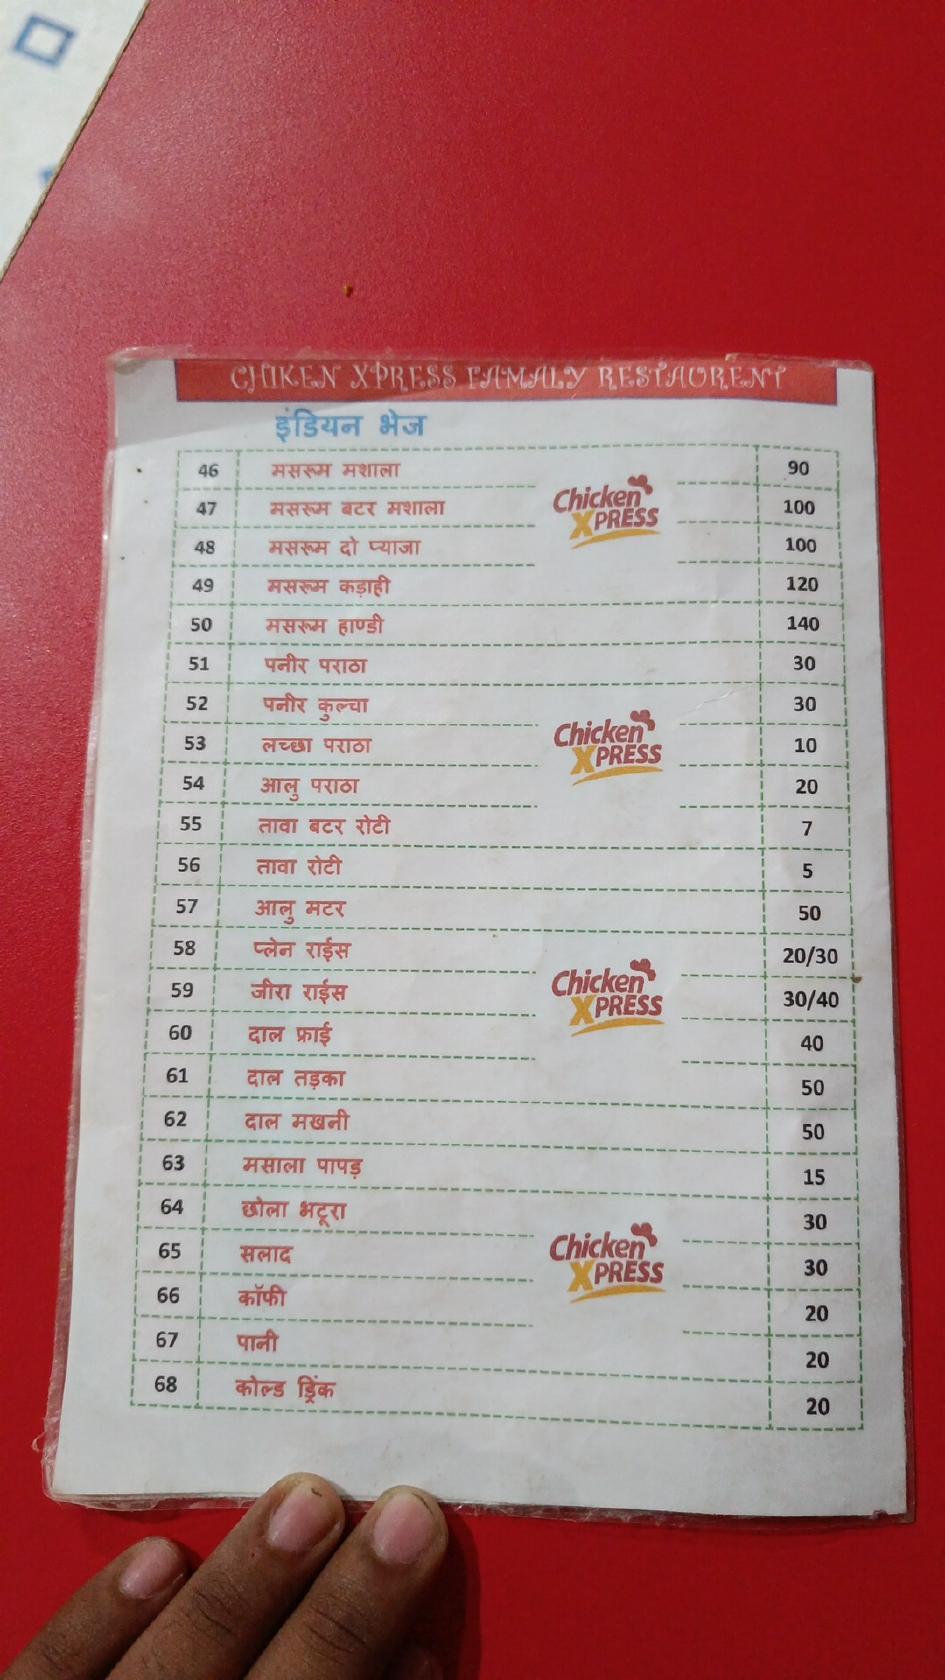 CHIKEN XPRESS FAMALY RESTAURENT
इंडियन भेज
46 मसरूम मशाला 90
47 मसरूम बटर मशाला 100
48 मसरूम दो प्याजा 100
49 मसरूम कड़ाही 120
50 मसरूम हाण्डी 140
51 पनीर पराठा 30
52 पनीर कुल्चा 30
53 लच्छा पराठा 10
54 आलु पराठा 20
55 तावा बटर रोटी 7
56 तावा रोटी 5
57 आलु मटर 50
58 प्लेन राईस 20/30
59 जीरा राईस 30/40
60 दाल फ्राई 40
61 दाल तड़का 50
62 दाल मखनी 50
63 मसाला पापड़ 15
64 छोला भटूरा 30
65 सलाद 30
66 कॉफी 20
67 पानी 20
68 कोल्ड ड्रिंक 20
Chicken
XPRESS
Chicken
XPRESS
Chicken
XPRESS
Chicken
XPRESS